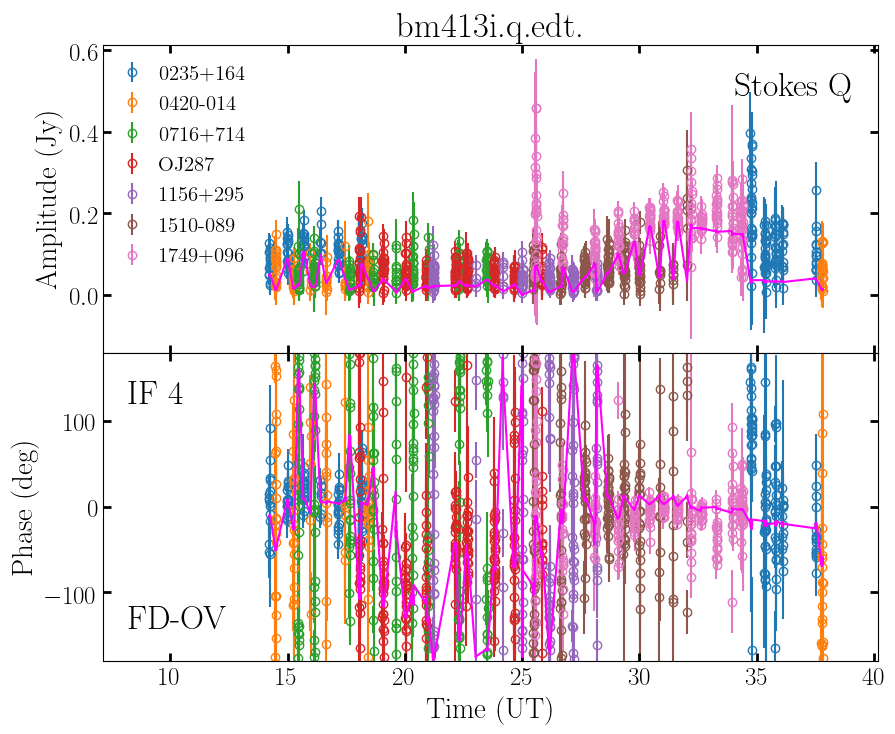 bm413i.q.edt.
Stokes Q
0235+164
0420-014
0716+714
OJ287
1156+295
1510-089
1749+096
Amplitude (Jy)
0.6
0.4
0.2
0.0
IF 4
FD-OV
Phase (deg)
100
0
−100
10 15 20 25 30 35 40
Time (UT)